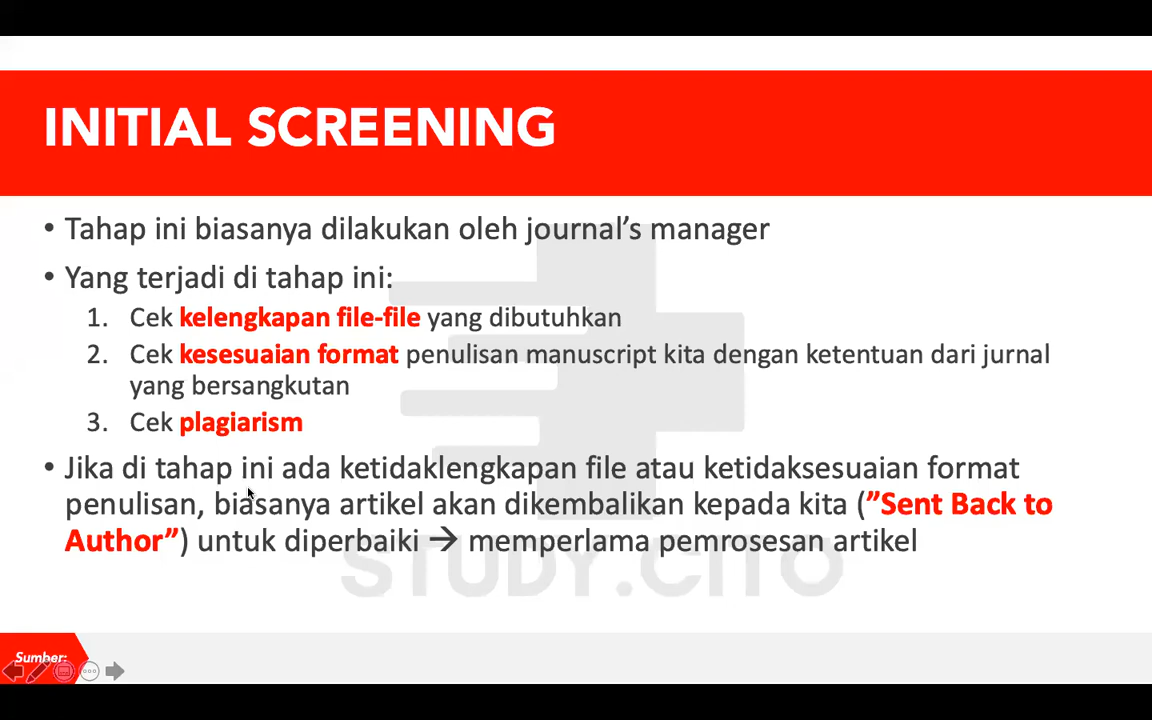 INITIAL SCREENING
• Tahap ini biasanya dilakukan oleh journal’s manager
• Yang terjadi di tahap ini:
1. Cek kelengkapan file-file yang dibutuhkan
2. Cek kesesuaian format penulisan manuscript kita dengan ketentuan dari jurnal
yang bersangkutan
3. Cek plagiarism
• Jika di tahap ini ada ketidaklengkapan file atau ketidaksesuaian format
penulisan, biasanya artikel akan dikembalikan kepada kita (”Sent Back to
Author”) untuk diperbaiki → memperlama pemrosesan artikel
STUDY.CITO
Sumber: